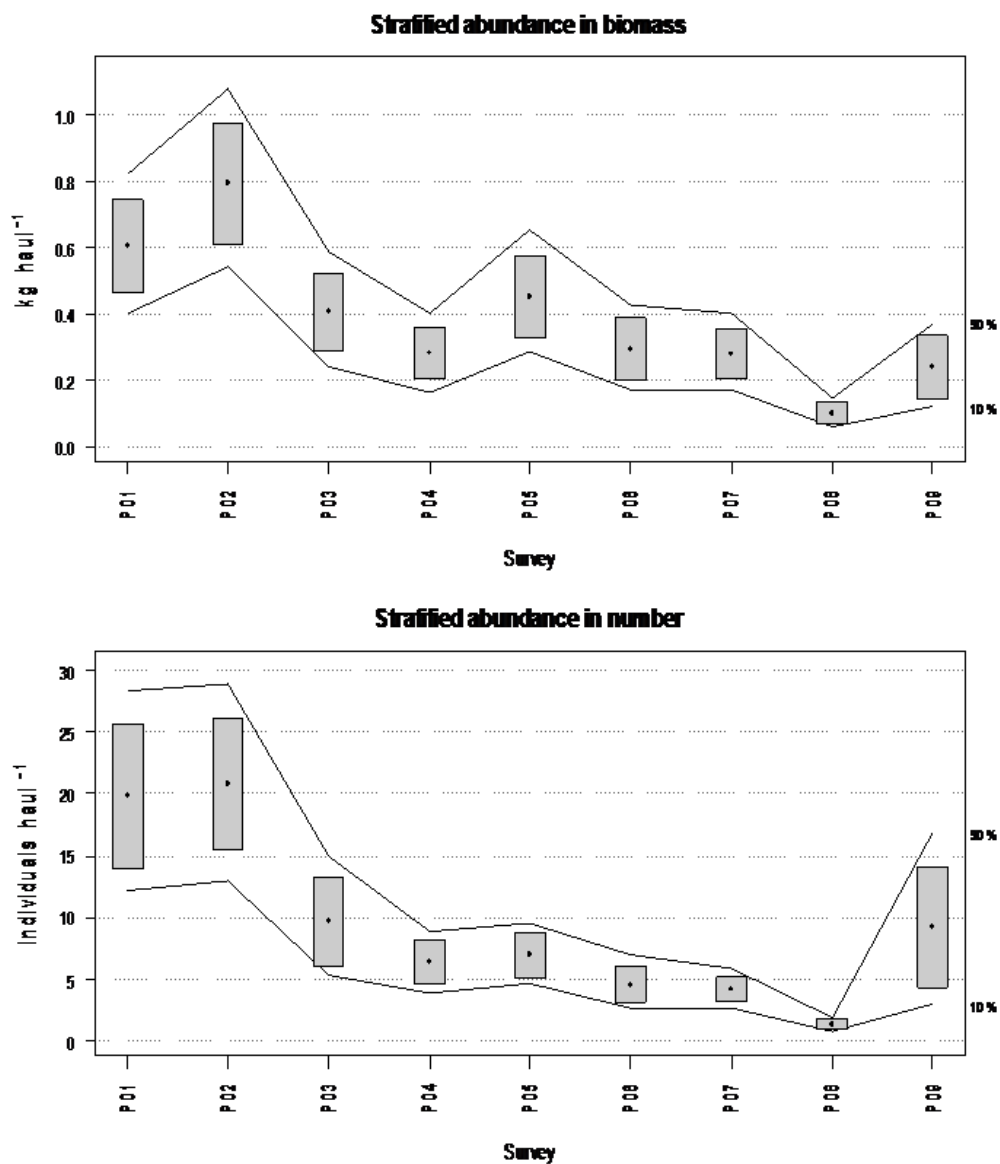 Stratified abundance in biomass
kg haul⁻¹
1.0
0.8
0.6
0.4
0.2
0.0
90 %
10 %
P01
P02
P03
P04
P05
P06
P07
P08
P09
Survey
Stratified abundance in number
Individuals haul⁻¹
30
25
20
15
10
5
0
90 %
10 %
P01
P02
P03
P04
P05
P06
P07
P08
P09
Survey